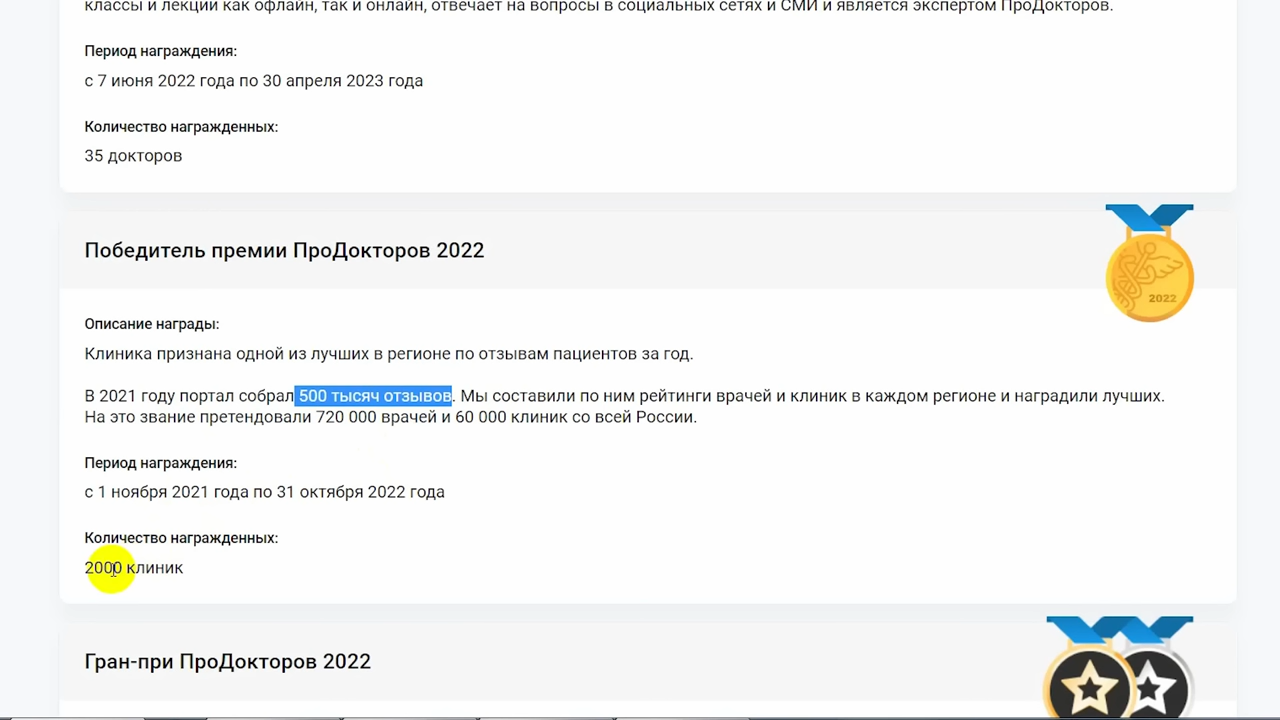 классы и лекции как офлайн, так и онлайн, отвечает на вопросы в социальных сетях и СМИ и является экспертом ПроДокторов.
Период награждения:
с 7 июня 2022 года по 30 апреля 2023 года
Количество награжденных:
35 докторов
Победитель премии ПроДокторов 2022
2022
Описание награды:
Клиника признана одной из лучших в регионе по отзывам пациентов за год.
В 2021 году портал собрал 500 тысяч отзывов. Мы составили по ним рейтинги врачей и клиник в каждом регионе и наградили лучших.
На это звание претендовали 720 000 врачей и 60 000 клиник со всей России.
Период награждения:
с 1 ноября 2021 года по 31 октября 2022 года
Количество награжденных:
2000 клиник
Гран-при ПроДокторов 2022